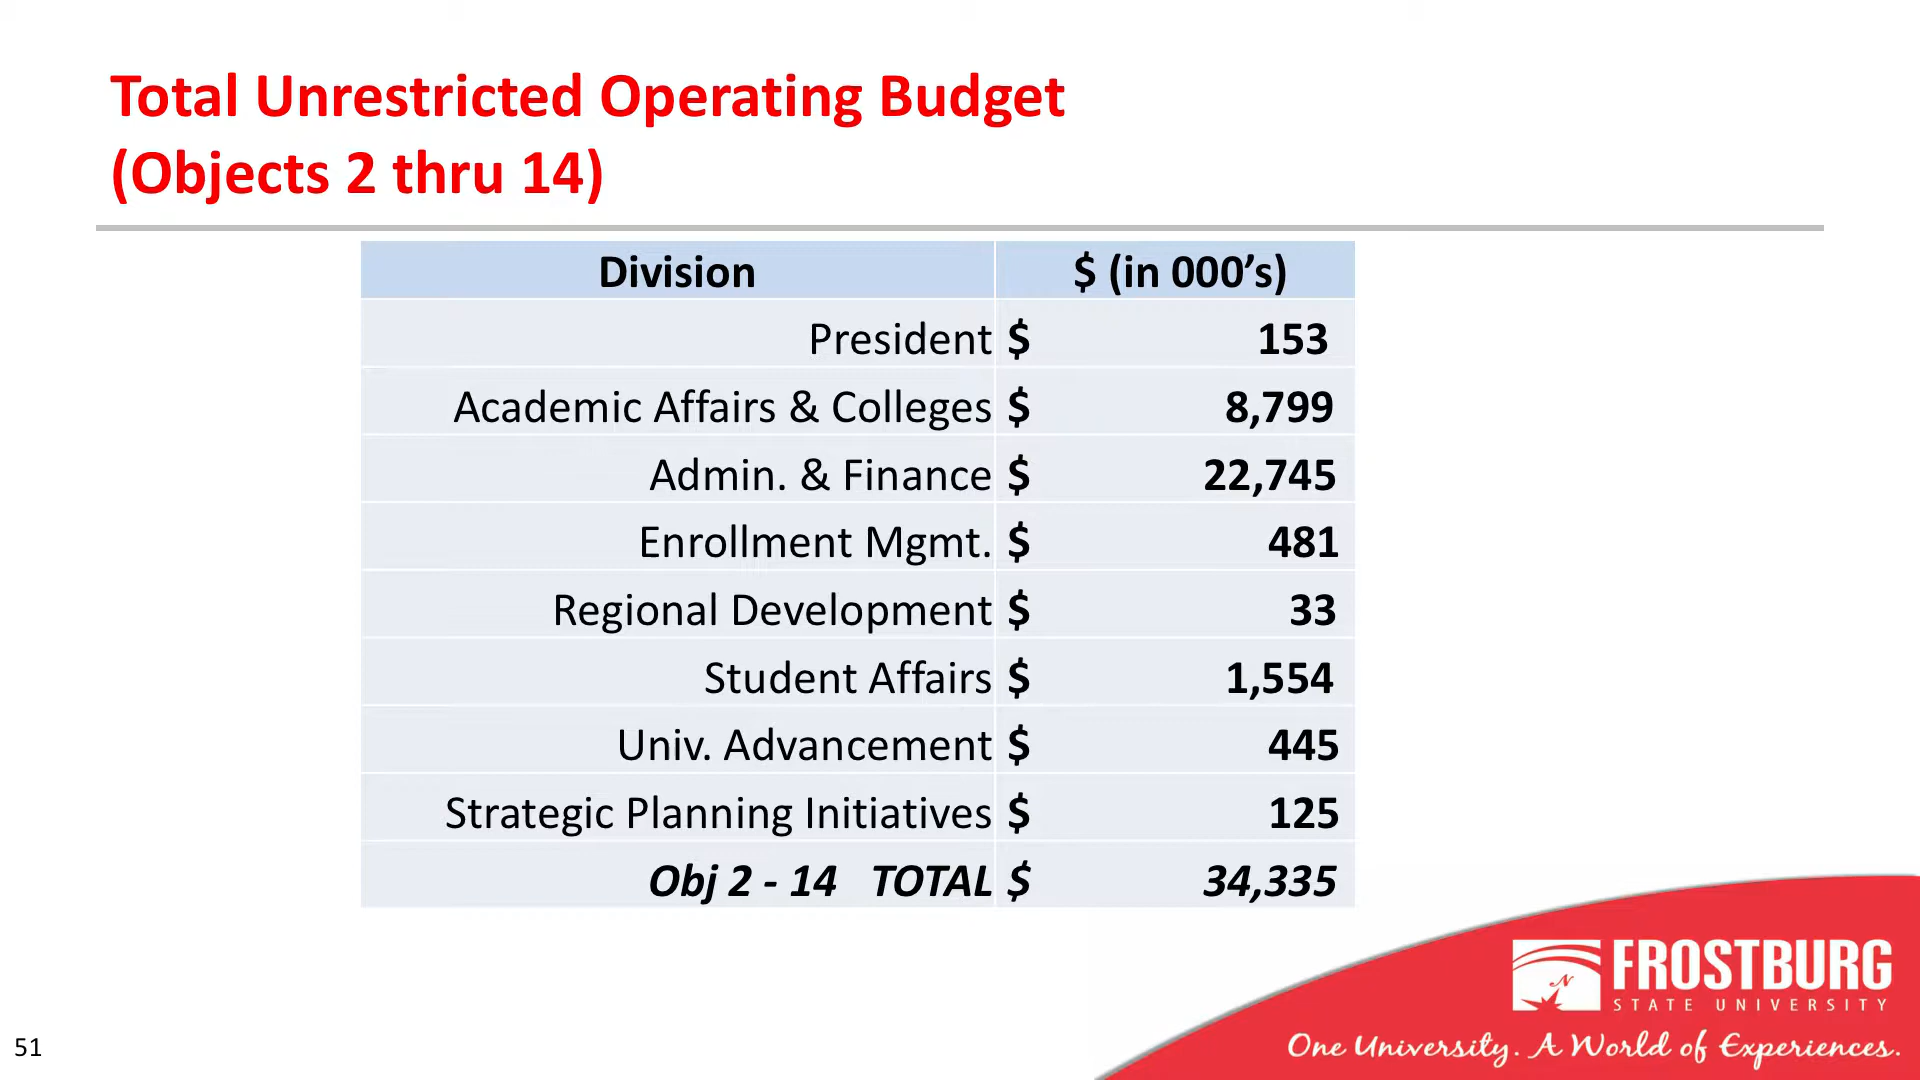 Total Unrestricted Operating Budget
(Objects 2 thru 14)
Division $ (in 000’s)
President $ 153
Academic Affairs & Colleges $ 8,799
Admin. & Finance $ 22,745
Enrollment Mgmt. $ 481
Regional Development $ 33
Student Affairs $ 1,554
Univ. Advancement $ 445
Strategic Planning Initiatives $ 125
Obj 2 - 14 TOTAL $ 34,335
FROSTBURG
STATE UNIVERSITY
One University. A World of Experiences.
51